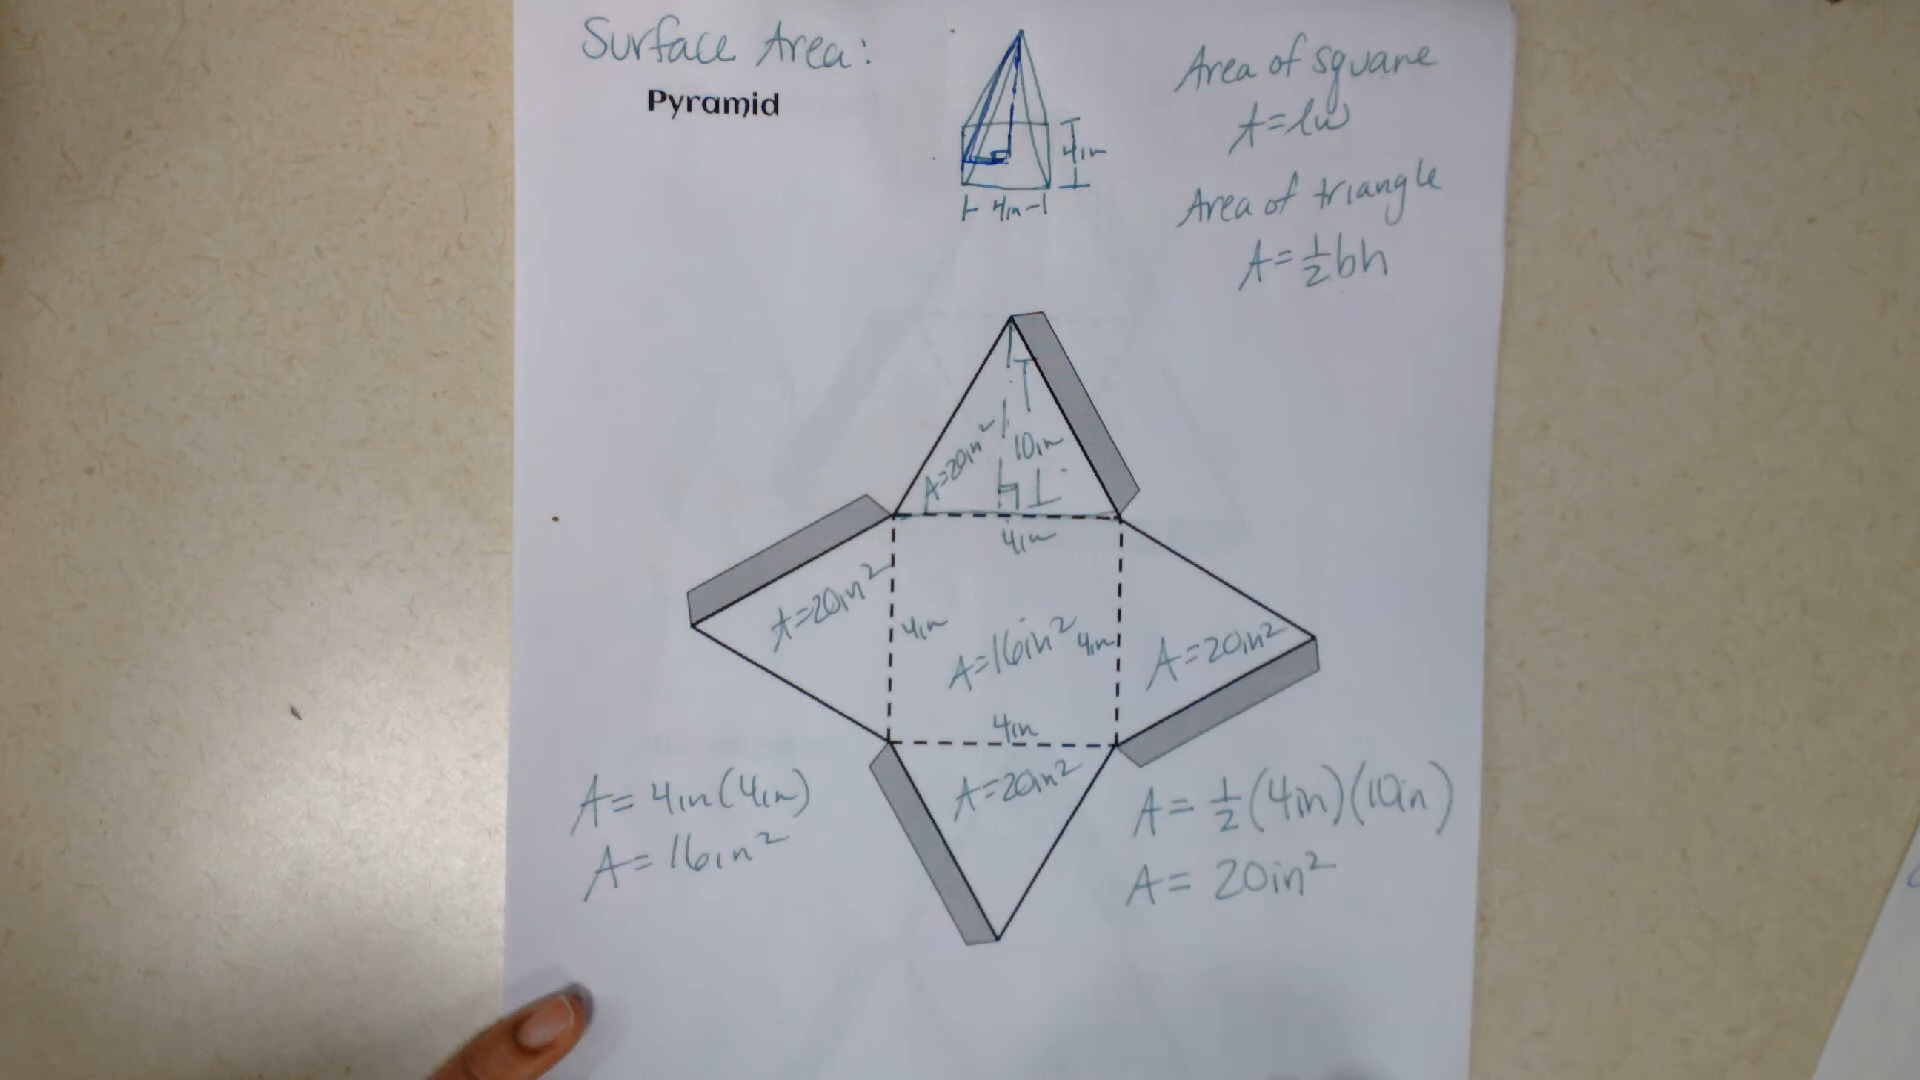 Surface Area:
Pyramid
4in
4in
Area of square
A=lw
Area of triangle
A=½bh
A=20in²
10in
4in
A=20in²
4in
A=16in²
4in
A=20in²
4in
A=20in²
A=4in(4in)
A=16in²
A=½(4in)(10in)
A=20in²